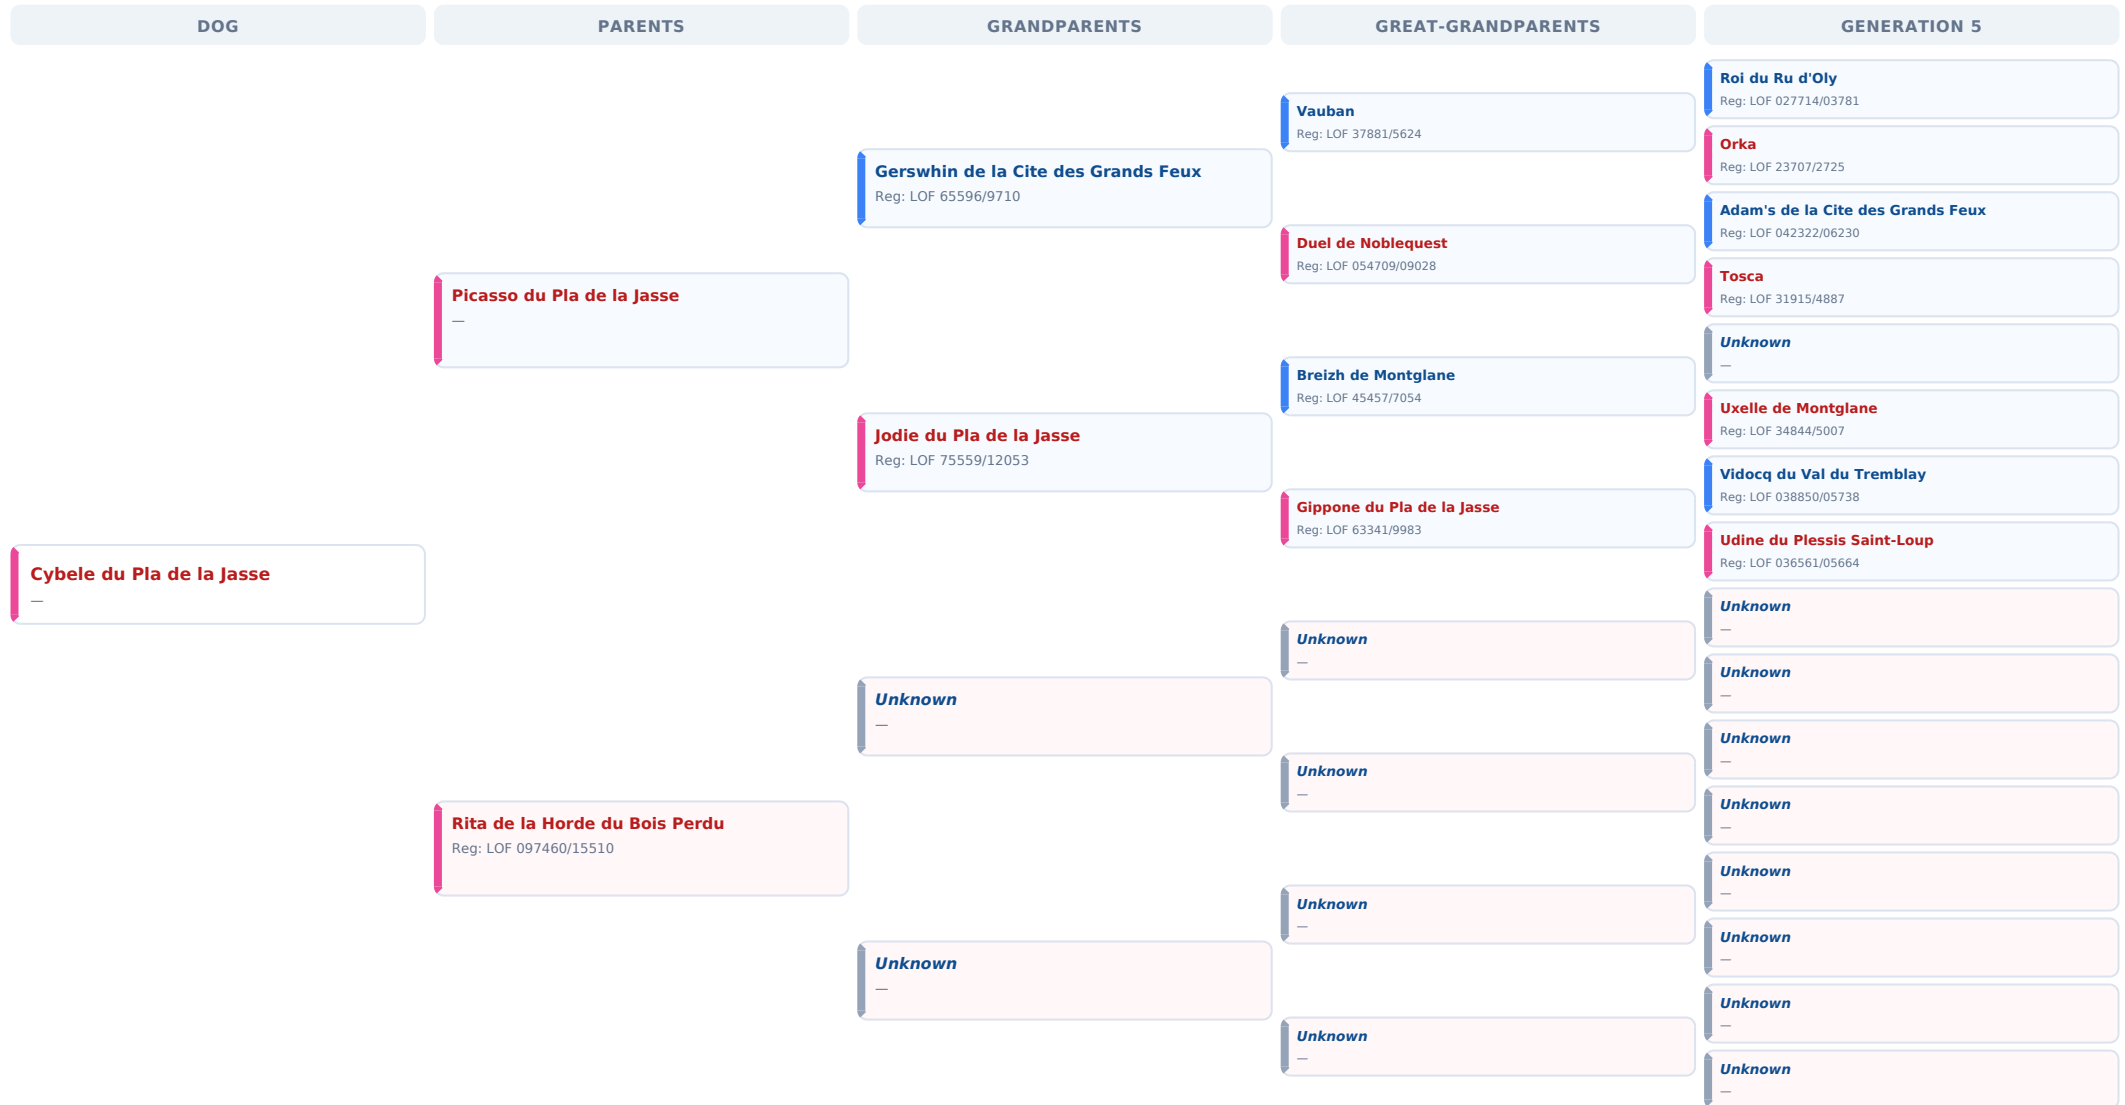 DOG
PARENTS
GRANDPARENTS
GREAT-GRANDPARENTS
GENERATION 5
Cybele du Pla de la Jasse
—
Picasso du Pla de la Jasse
—
Rita de la Horde du Bois Perdu
Reg: LOF 097460/15510
Gerswhin de la Cite des Grands Feux
Reg: LOF 65596/9710
Jodie du Pla de la Jasse
Reg: LOF 75559/12053
Unknown
—
Unknown
—
Vauban
Reg: LOF 37881/5624
Duel de Noblequest
Reg: LOF 054709/09028
Breizh de Montglane
Reg: LOF 45457/7054
Gippone du Pla de la Jasse
Reg: LOF 63341/9983
Unknown
—
Unknown
—
Unknown
—
Unknown
—
Roi du Ru d'Oly
Reg: LOF 027714/03781
Orka
Reg: LOF 23707/2725
Adam's de la Cite des Grands Feux
Reg: LOF 042322/06230
Tosca
Reg: LOF 31915/4887
Unknown
—
Uxelle de Montglane
Reg: LOF 34844/5007
Vidocq du Val du Tremblay
Reg: LOF 038850/05738
Udine du Plessis Saint-Loup
Reg: LOF 036561/05664
Unknown
—
Unknown
—
Unknown
—
Unknown
—
Unknown
—
Unknown
—
Unknown
—
Unknown
—